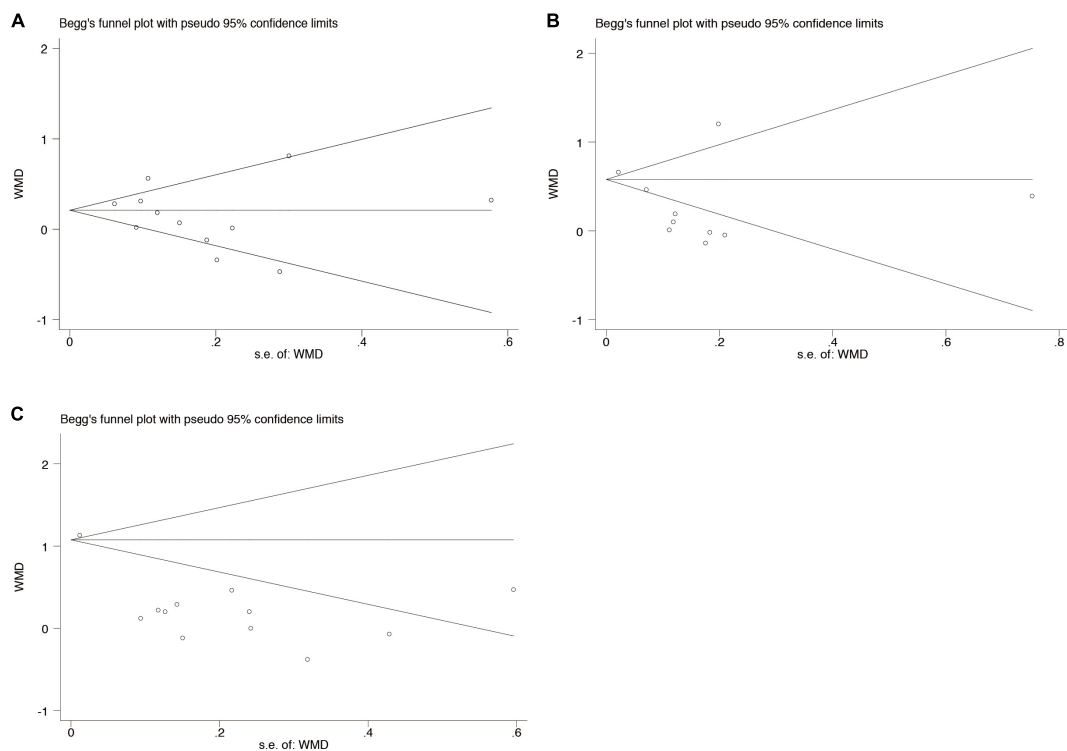 A
Begg's funnel plot with pseudo 95% confidence limits
2
1
0
-1
WMD
0 .2 .4 .6
s.e. of: WMD
B
Begg's funnel plot with pseudo 95% confidence limits
2
1
0
-1
WMD
0 .2 .4 .6 .8
s.e. of: WMD
C
Begg's funnel plot with pseudo 95% confidence limits
2
1
0
-1
WMD
0 .2 .4 .6
s.e. of: WMD